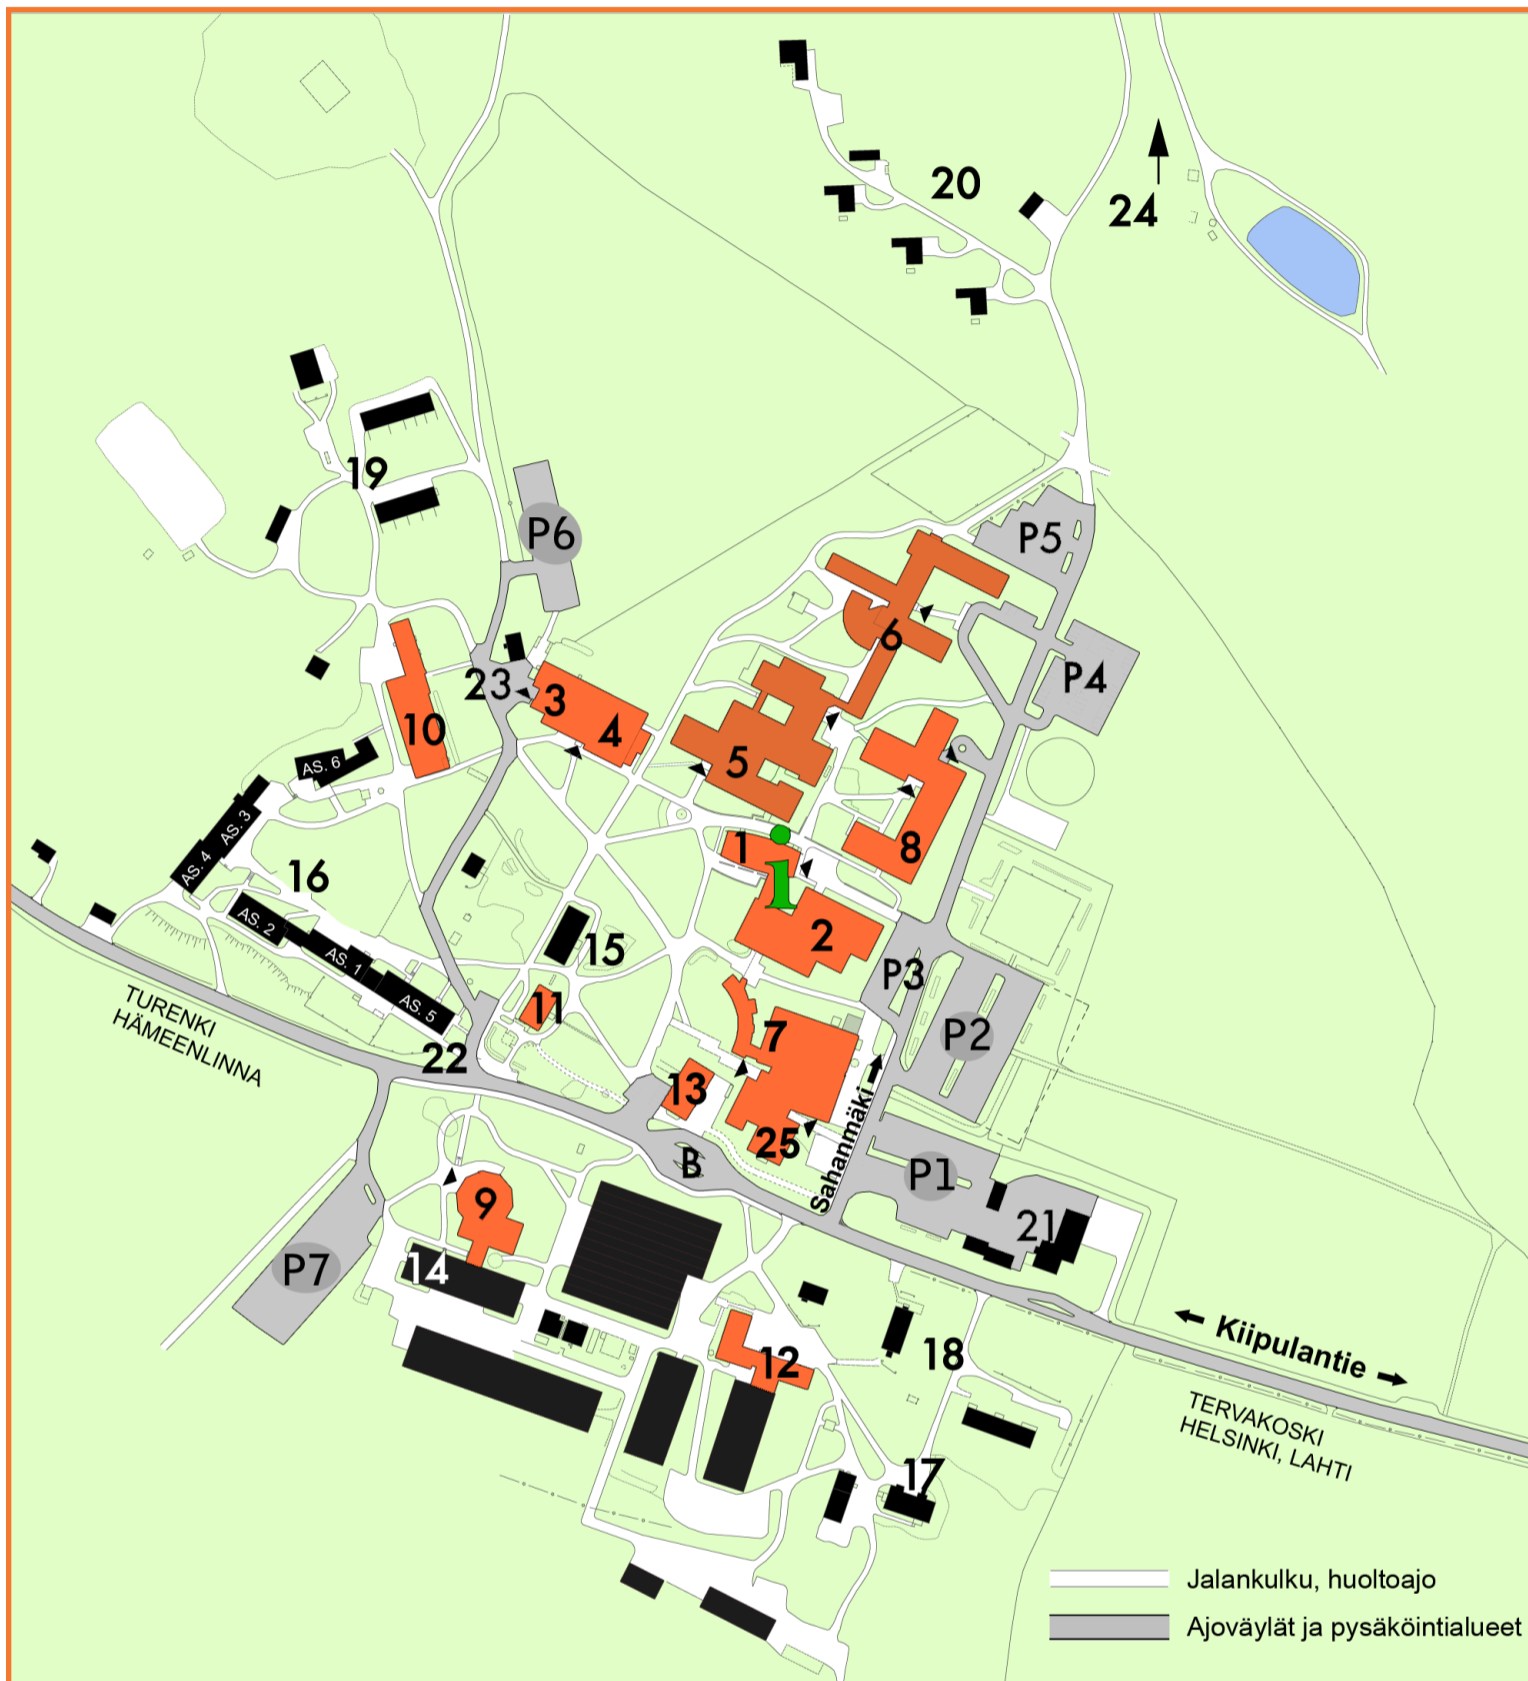 20
24
19
P6
P5
6
P4
23
3
4
10
5
AS. 6
AS. 3
1
i
8
AS. 4
16
AS. 2
2
15
AS. 1
P3
AS. 5
11
TURENKI
HÄMEENLINNA
7
P2
22
13
Sahanmäki
25
B
P1
9
21
14
P7
Kiipulantie
12
18
TERVAKOSKI
HELSINKI, LAHTI
17
Jalankulku, huoltoajo
Ajoväylät ja pysäköintialueet